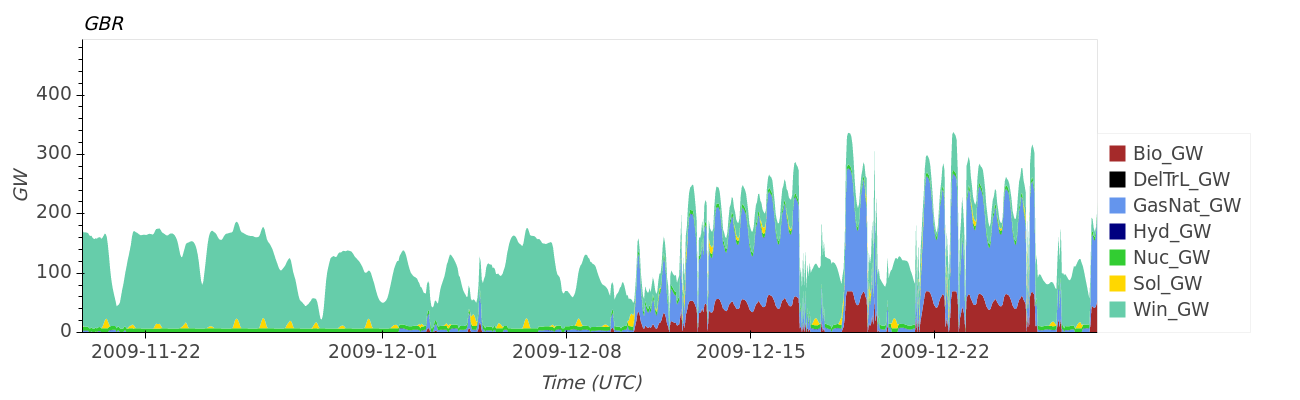 GBR
400
300
200
100
0
GW
2009-11-22
2009-12-01
2009-12-08
2009-12-15
2009-12-22
Time (UTC)
Bio_GW
DelTrL_GW
GasNat_GW
Hyd_GW
Nuc_GW
Sol_GW
Win_GW